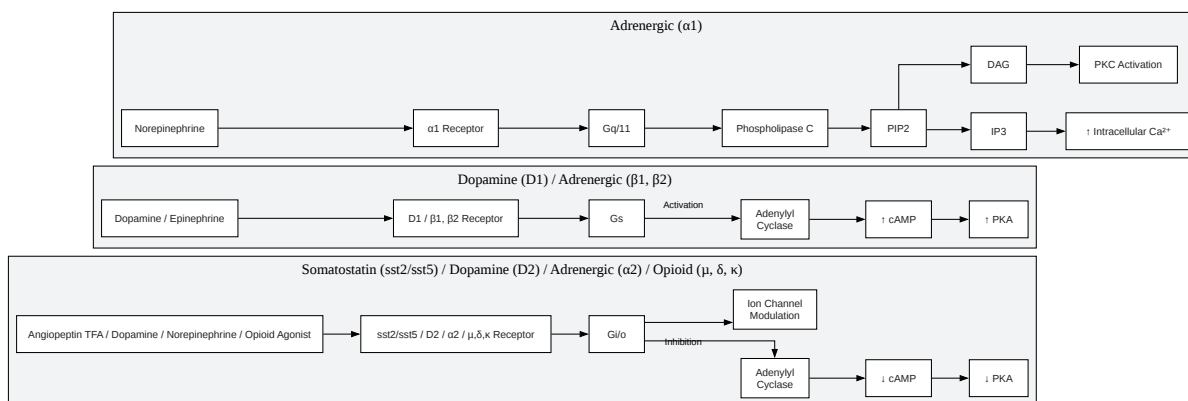 Adrenergic (α1)
DAG
PKC Activation
Norepinephrine
α1 Receptor
Gq/11
Phospholipase C
PIP2
IP3
↑ Intracellular Ca²⁺
Dopamine (D1) / Adrenergic (β1, β2)
Dopamine / Epinephrine
D1 / β1, β2 Receptor
Gs
Activation
Adenylyl
Cyclase
↑ cAMP
↑ PKA
Somatostatin (sst2/sst5) / Dopamine (D2) / Adrenergic (α2) / Opioid (μ, δ, κ)
Angiopeptin TFA / Dopamine / Norepinephrine / Opioid Agonist
sst2/sst5 / D2 / α2 / μ,δ,κ Receptor
Gi/o
Ion Channel
Modulation
Inhibition
Adenylyl
Cyclase
↓ cAMP
↓ PKA